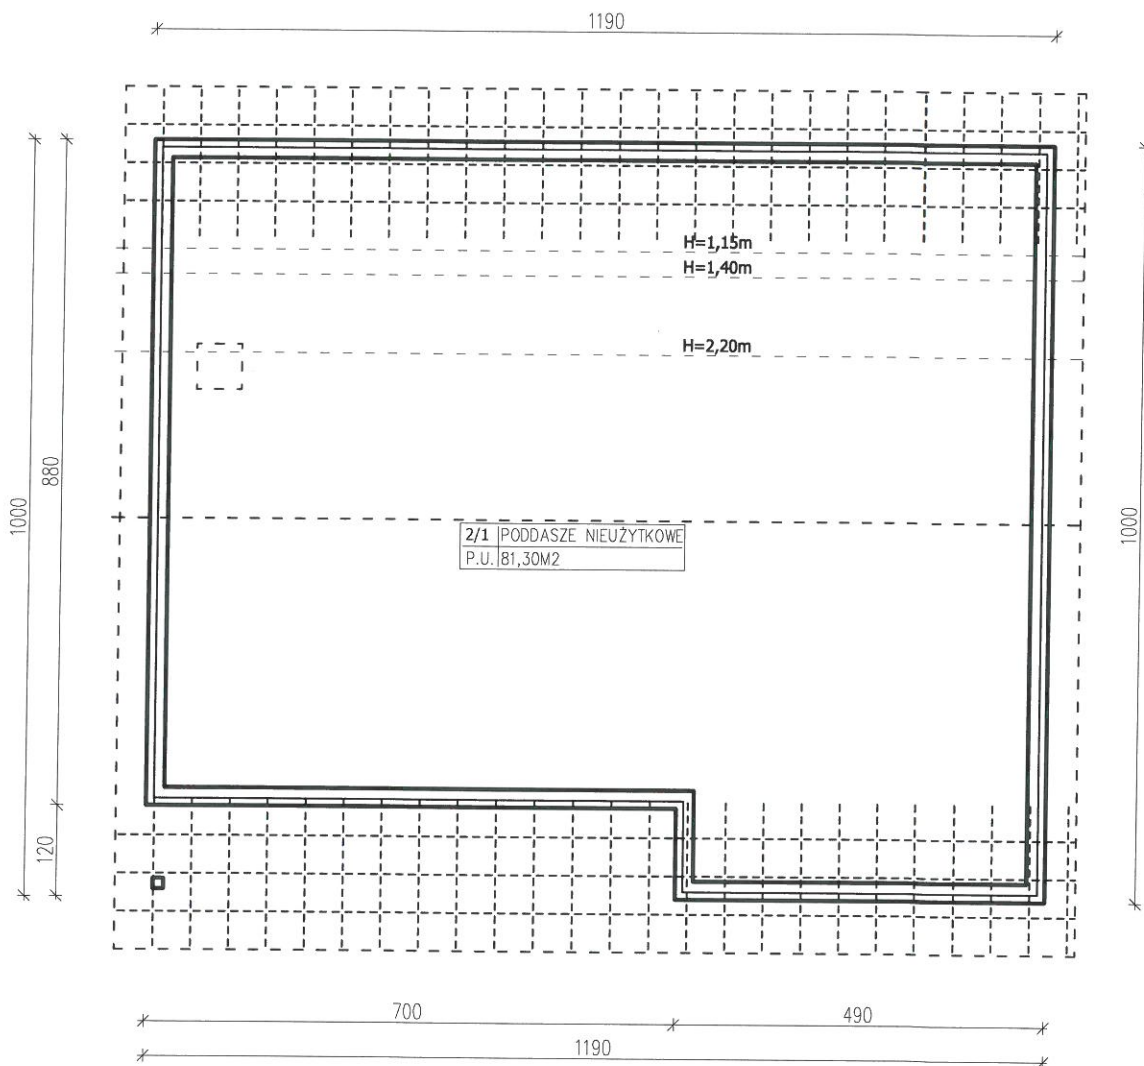 1190
H=1,15m
H=1,40m
H=2,20m
880
1000
1000
2/1 PODDASZE NIEUŻYTKOWE
P.U. 81,30M2
120
700
490
1190